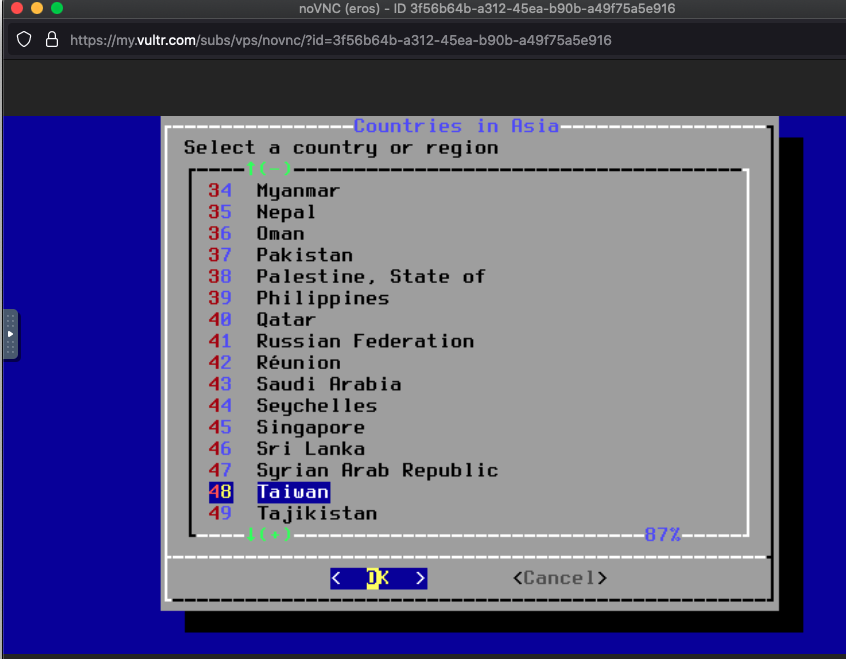 noVNC (eros) - ID 3f56b64b-a312-45ea-b90b-a49f75a5e916
https://my.vultr.com/subs/vps/novnc/?id=3f56b64b-a312-45ea-b90b-a49f75a5e916
Countries in Asia
Select a country or region
↑(-)
34 Myanmar
35 Nepal
36 Oman
37 Pakistan
38 Palestine, State of
39 Philippines
40 Qatar
41 Russian Federation
42 Réunion
43 Saudi Arabia
44 Seychelles
45 Singapore
46 Sri Lanka
47 Syrian Arab Republic
48 Taiwan
49 Tajikistan
↓(+) 87%
< OK > <Cancel>